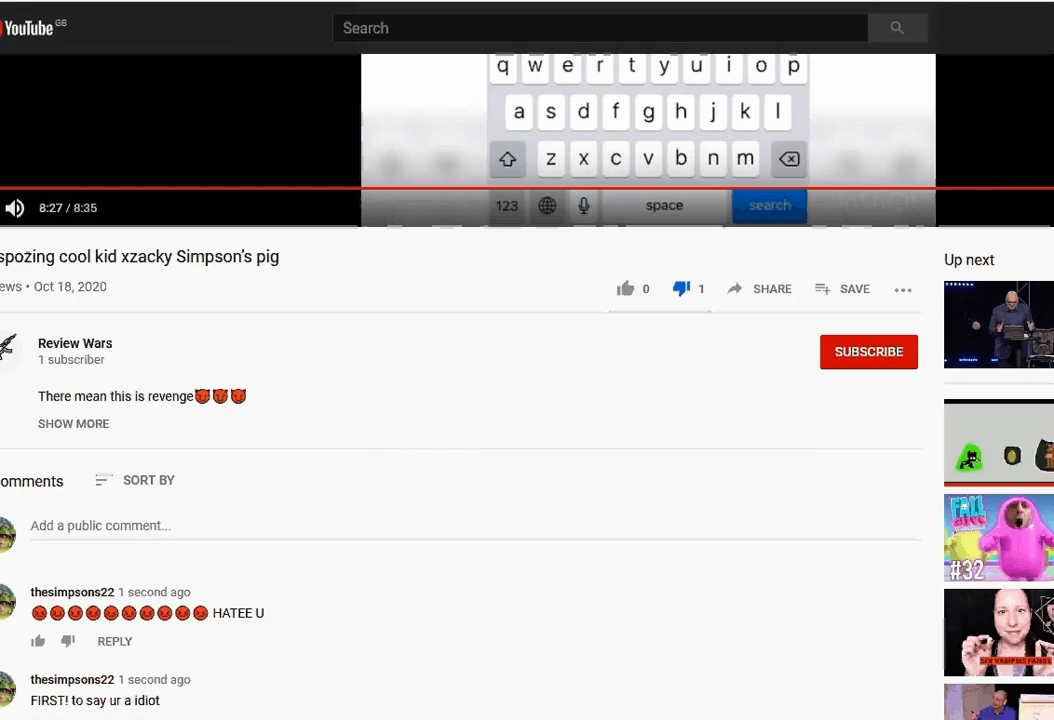 YouTube GB
Search
q w e r t y u i o p
a s d f g h j k l
z x c v b n m
123 space search
8:27 / 8:35
spožing cool kid xzacky Simpson's pig
ews • Oct 18, 2020
0 1 SHARE SAVE
Up next
Review Wars
1 subscriber
SUBSCRIBE
There mean this is revenge👿👿👿
SHOW MORE
omments SORT BY
Add a public comment...
FALL
#32
thesimpsons22 1 second ago
😡😡😡😡😡😡😡😡😡😡 HATEE U
REPLY
thesimpsons22 1 second ago
FIRST! to say ur a idiot